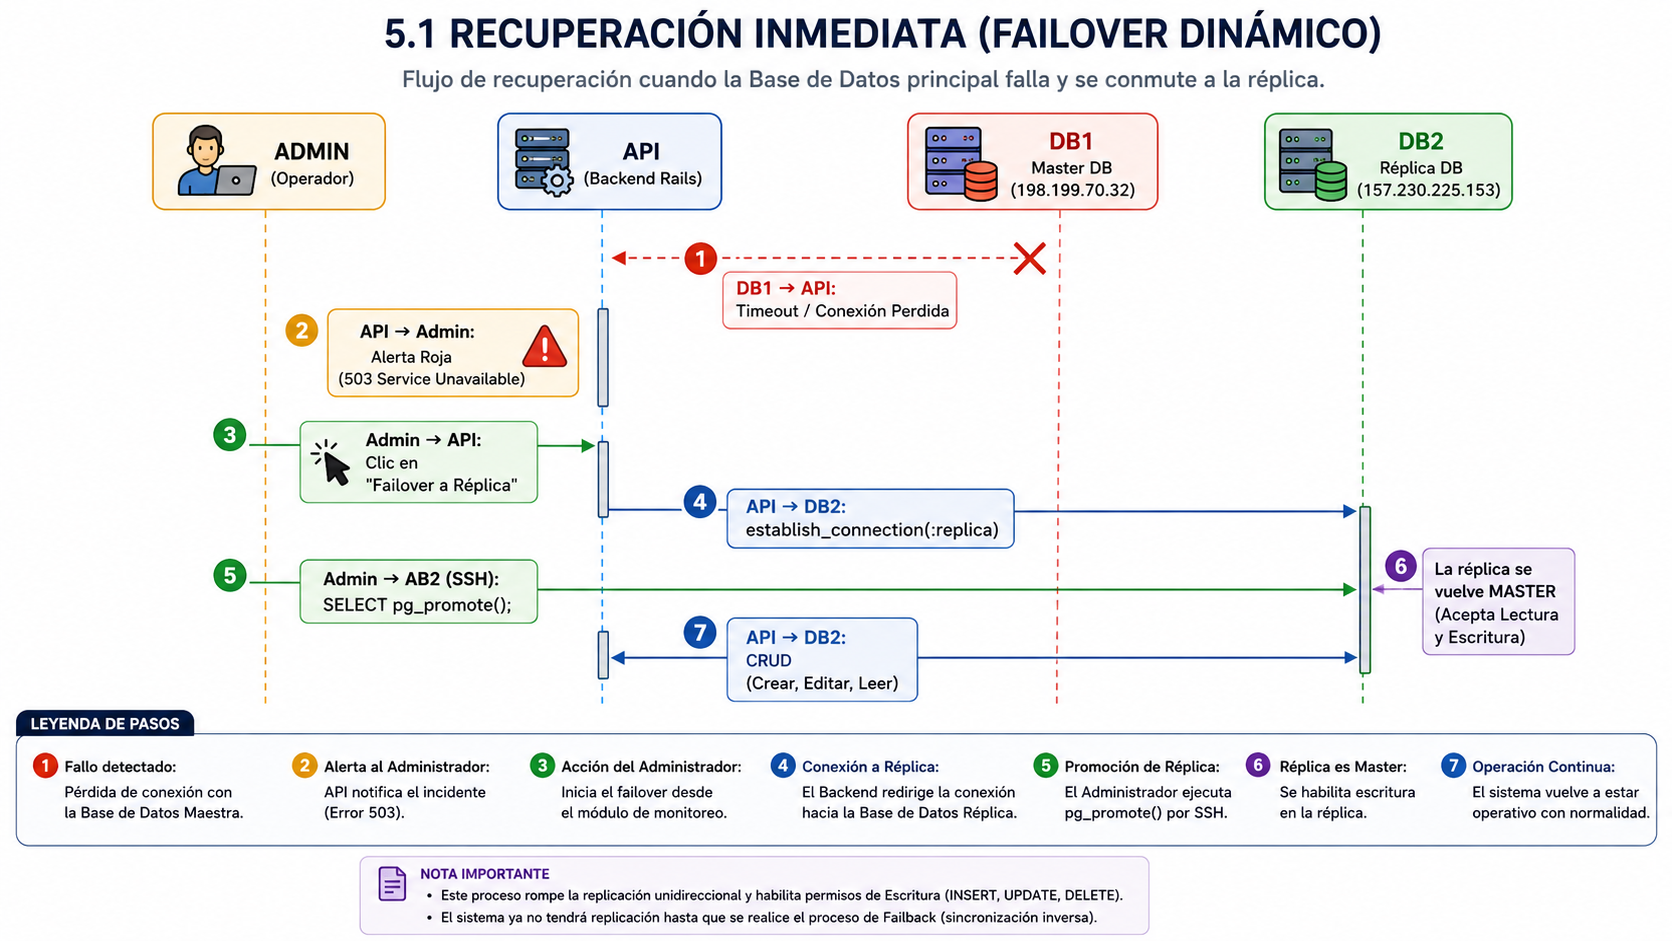 5.1 RECUPERACIÓN INMEDIATA (FAILOVER DINÁMICO)
Flujo de recuperación cuando la Base de Datos principal falla y se conmute a la réplica.
ADMIN
(Operador)
API
(Backend Rails)
DB1
Master DB
(198.199.70.32)
DB2
Réplica DB
(157.230.225.153)
1
DB1 → API:
Timeout / Conexión Perdida
2
API → Admin:
Alerta Roja
(503 Service Unavailable)
3
Admin → API:
Clic en
"Failover a Réplica"
4
API → DB2:
establish_connection(:replica)
5
Admin → AB2 (SSH):
SELECT pg_promote();
6
La réplica se
vuelve MASTER
(Acepta Lectura
y Escritura)
7
API → DB2:
CRUD
(Crear, Editar, Leer)
LEYENDA DE PASOS
1 Fallo detectado:
Pérdida de conexión con
la Base de Datos Maestra.
2 Alerta al Administrador:
API notifica el incidente
(Error 503).
3 Acción del Administrador:
Inicia el failover desde
el módulo de monitoreo.
4 Conexión a Réplica:
El Backend redirige la conexión
hacia la Base de Datos Réplica.
5 Promoción de Réplica:
El Administrador ejecuta
pg_promote() por SSH.
6 Réplica es Master:
Se habilita escritura
en la réplica.
7 Operación Continua:
El sistema vuelve a estar
operativo con normalidad.
NOTA IMPORTANTE
• Este proceso rompe la replicación unidireccional y habilita permisos de Escritura (INSERT, UPDATE, DELETE).
• El sistema ya no tendrá replicación hasta que se realice el proceso de Failback (sincronización inversa).